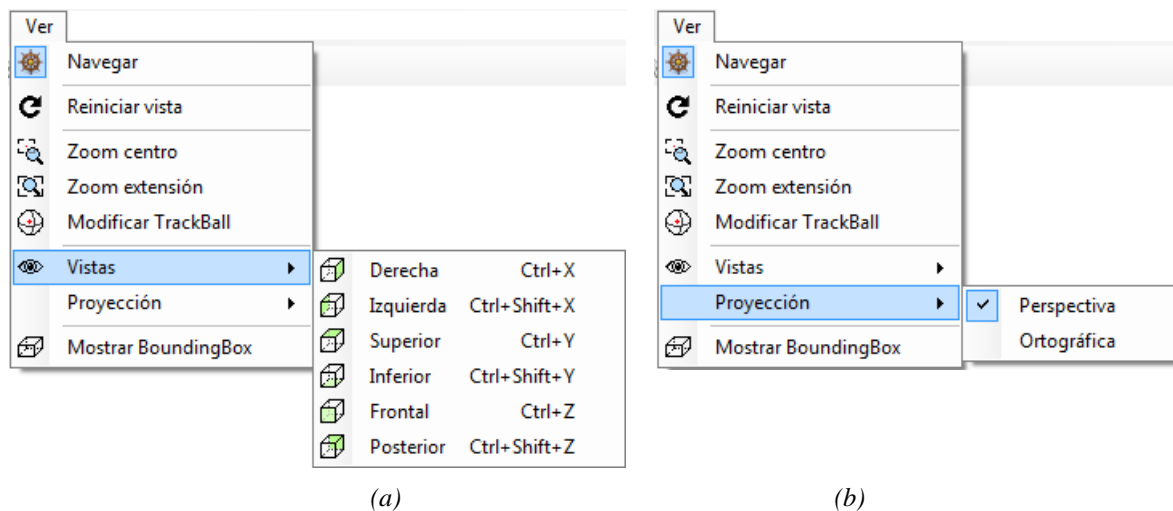 Ver
Navegar
Reiniciar vista
Zoom centro
Zoom extensión
Modificar TrackBall
Vistas
Proyección
Mostrar BoundingBox
Derecha Ctrl+X
Izquierda Ctrl+Shift+X
Superior Ctrl+Y
Inferior Ctrl+Shift+Y
Frontal Ctrl+Z
Posterior Ctrl+Shift+Z
(a)
Ver
Navegar
Reiniciar vista
Zoom centro
Zoom extensión
Modificar TrackBall
Vistas
Proyección
Mostrar BoundingBox
Perspectiva
Ortográfica
(b)